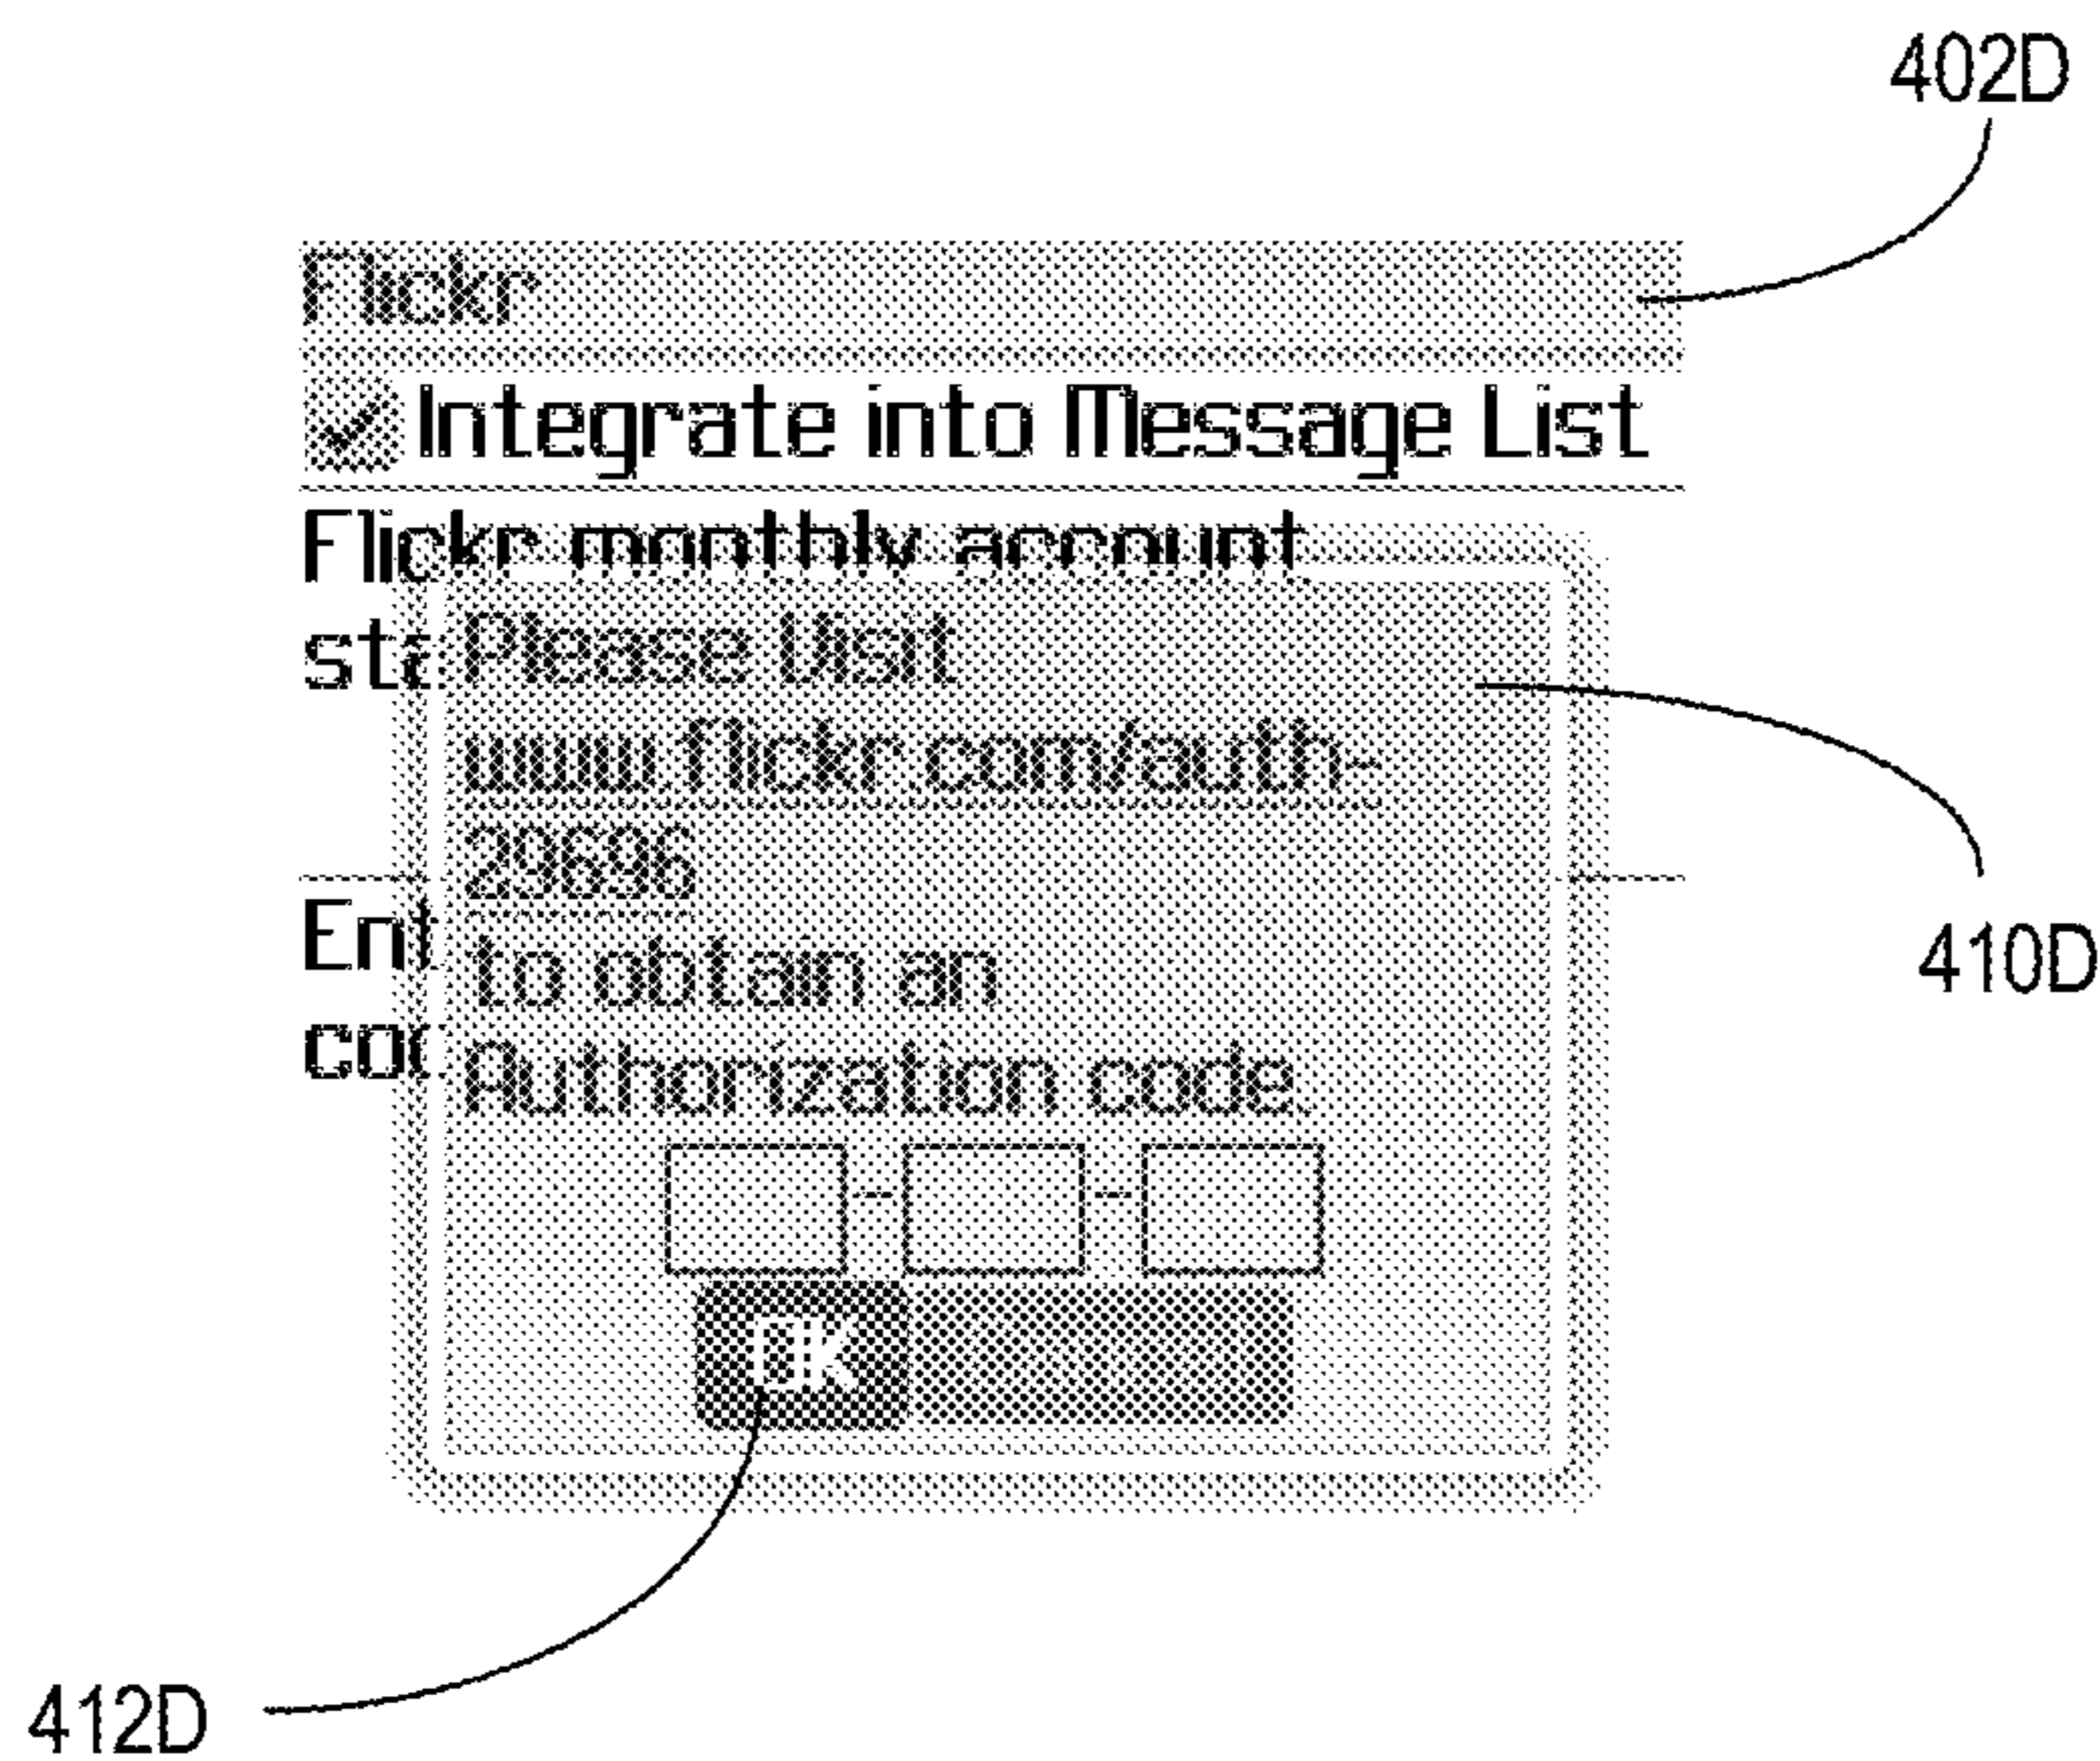 402D
Flickr
Integrate into Message List
Flickr monthly account
sta
Please Visit
www.flickr.com/auth-
29696
Ent
to obtain an
coc
Authorization code.
- -
OK
410D
412D